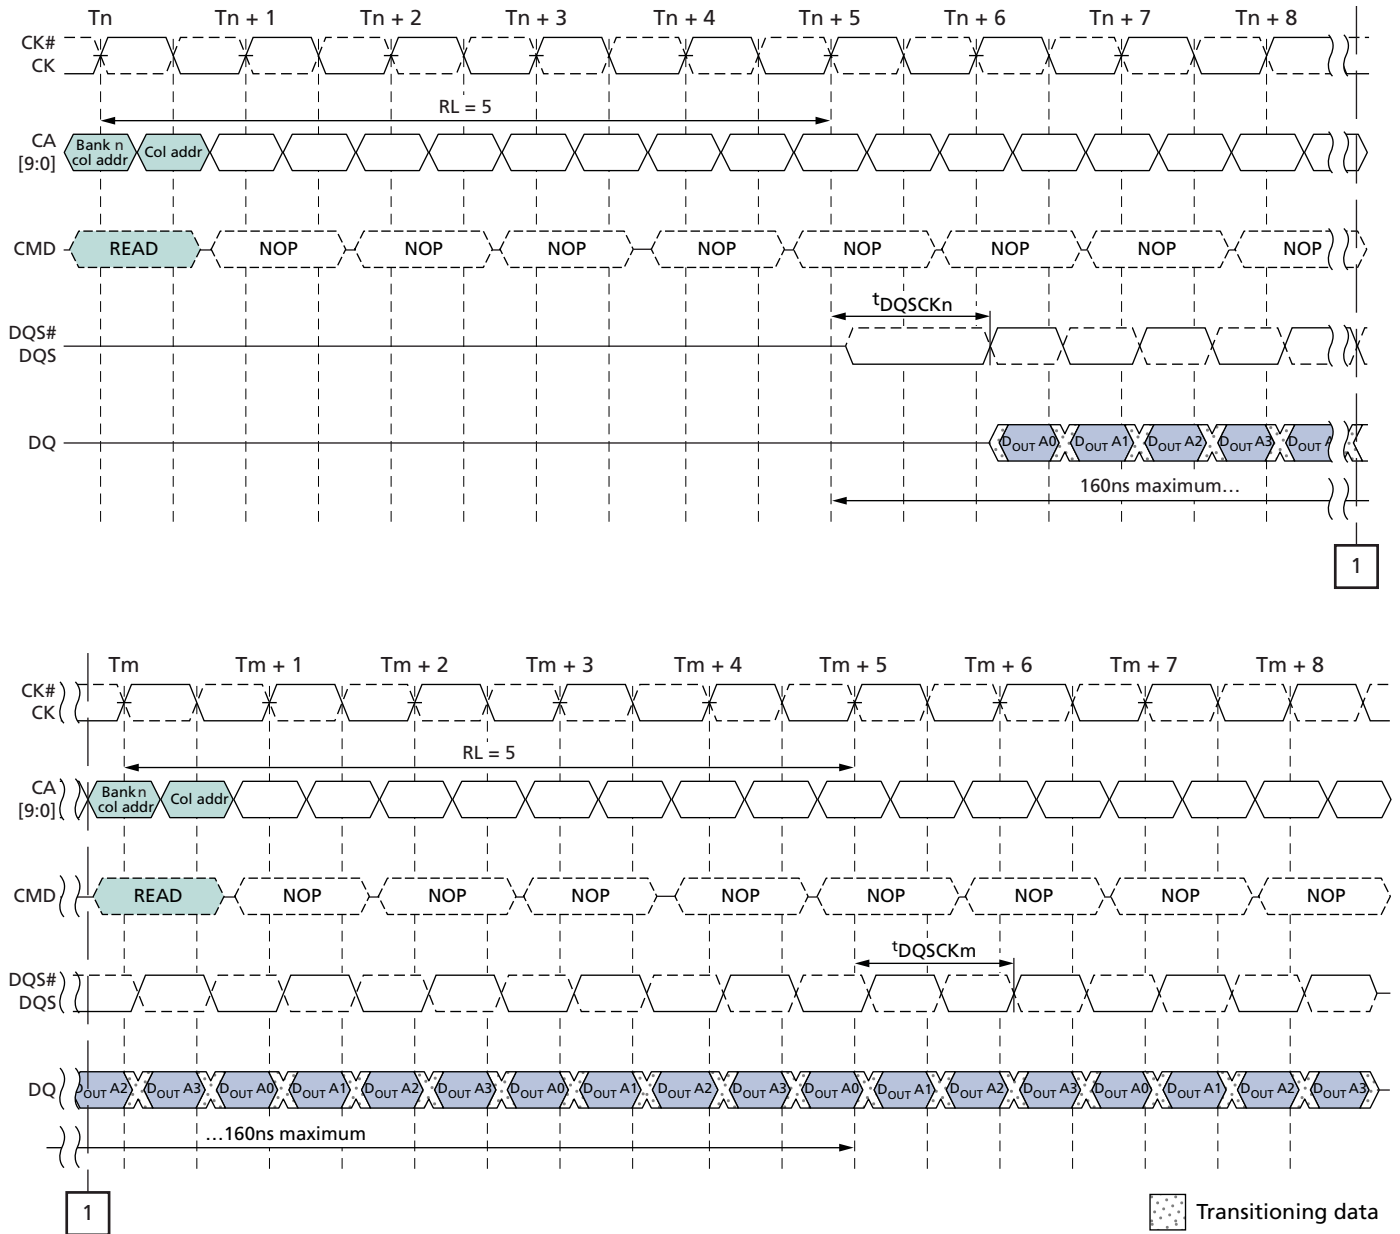 Tn Tn + 1 Tn + 2 Tn + 3 Tn + 4 Tn + 5 Tn + 6 Tn + 7 Tn + 8
CK#
CK
RL = 5
CA
[9:0]
Bank n
col addr
Col addr
CMD READ NOP NOP NOP NOP NOP NOP NOP NOP
tDQSCKn
DQS#
DQS
DQ DOUT A0 DOUT A1 DOUT A2 DOUT A3 DOUT
160ns maximum…
1
Tm Tm + 1 Tm + 2 Tm + 3 Tm + 4 Tm + 5 Tm + 6 Tm + 7 Tm + 8
CK#
CK
RL = 5
CA
[9:0]
Bank n
col addr
Col addr
CMD READ NOP NOP NOP NOP NOP NOP NOP NOP
tDQSCKm
DQS#
DQS
DQ DOUT A2 DOUT A3 DOUT A0 DOUT A1 DOUT A2 DOUT A3 DOUT A0 DOUT A1 DOUT A2 DOUT A3 DOUT A0 DOUT A1 DOUT A2 DOUT A3 DOUT A0 DOUT A1 DOUT A2 DOUT A3
…160ns maximum
1
Transitioning data